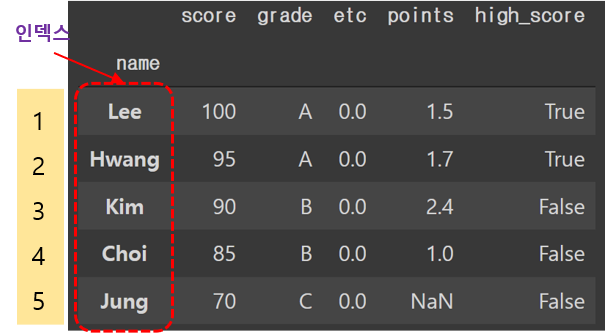 score grade etc points high_score
인덱스
name
1 Lee 100 A 0.0 1.5 True
2 Hwang 95 A 0.0 1.7 True
3 Kim 90 B 0.0 2.4 False
4 Choi 85 B 0.0 1.0 False
5 Jung 70 C 0.0 NaN False